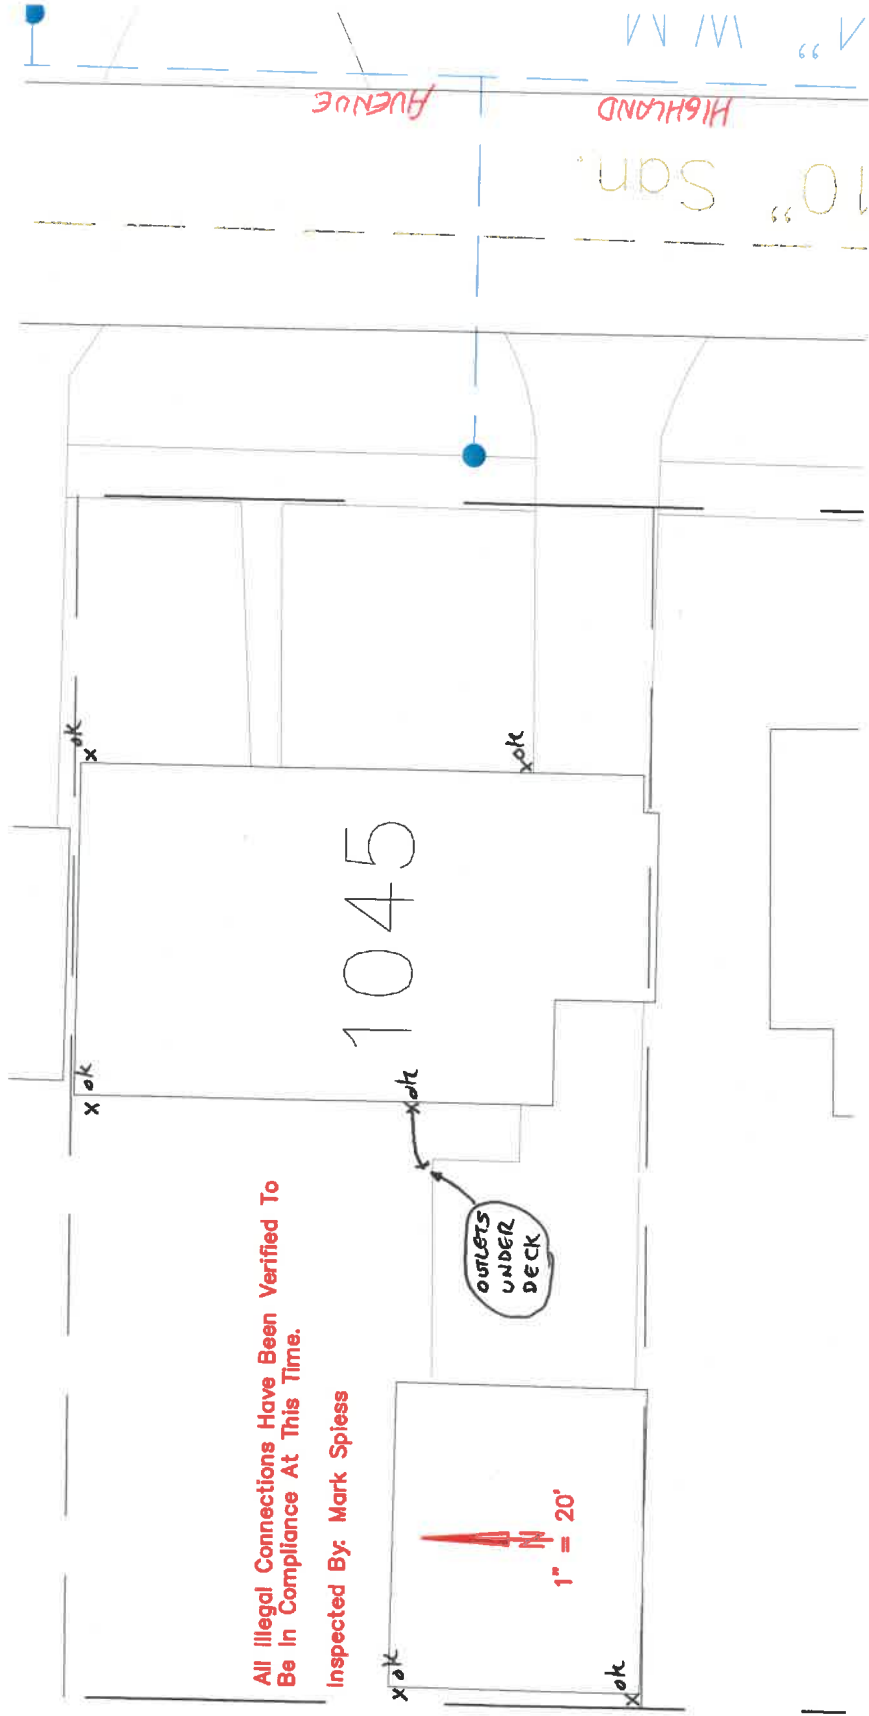 4" W M
HIGHLAND AVENUE
10" San.
ok
ok
1045
ok
ok
OUTLETS
UNDER
DECK
All Illegal Connections Have Been Verified To
Be In Compliance At This Time.
Inspected By: Mark Spiess
N
1" = 20'
ok
ok